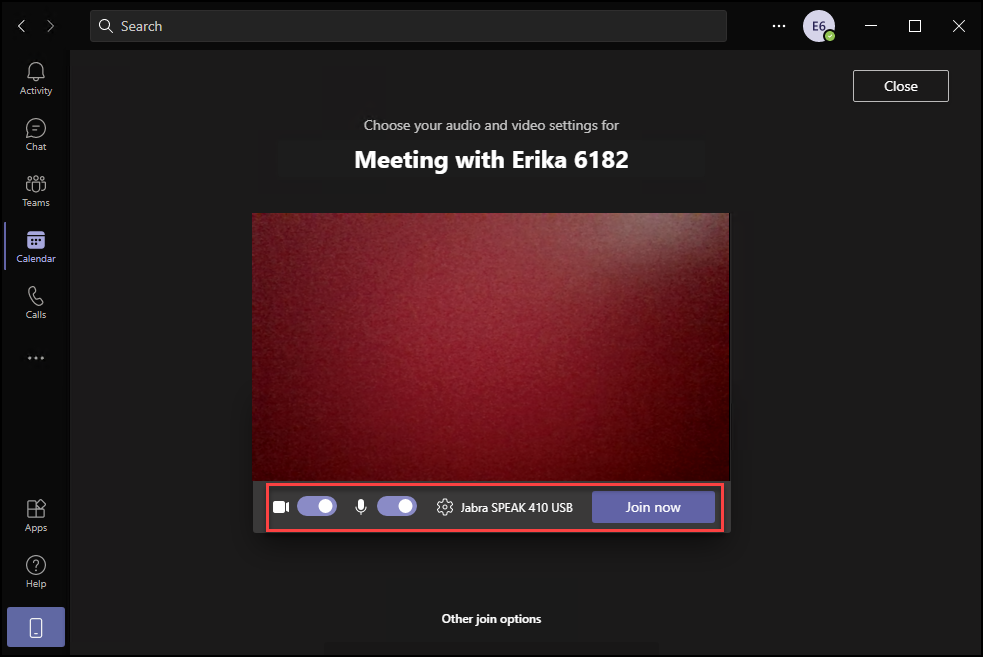 Search
E6
Activity
Chat
Teams
Calendar
Calls
Apps
Help
Close
Choose your audio and video settings for
Meeting with Erika 6182
Jabra SPEAK 410 USB
Join now
Other join options